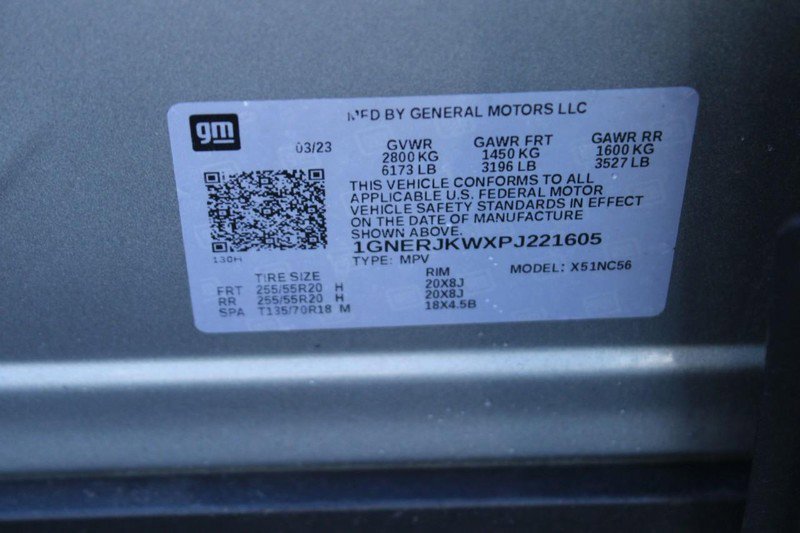 MFD BY GENERAL MOTORS LLC
gm
03/23
GVWR GAWR FRT GAWR RR
2800 KG 1450 KG 1600 KG
6173 LB 3196 LB 3527 LB
THIS VEHICLE CONFORMS TO ALL
APPLICABLE U.S. FEDERAL MOTOR
VEHICLE SAFETY STANDARDS IN EFFECT
ON THE DATE OF MANUFACTURE
SHOWN ABOVE.
1GNERJKWXPJ221605
TYPE: MPV MODEL: X51NC56
TIRE SIZE RIM
FRT 255/55R20 H 20X8J
RR 255/55R20 H 20X8J
SPA T135/70R18 M 18X4.5B